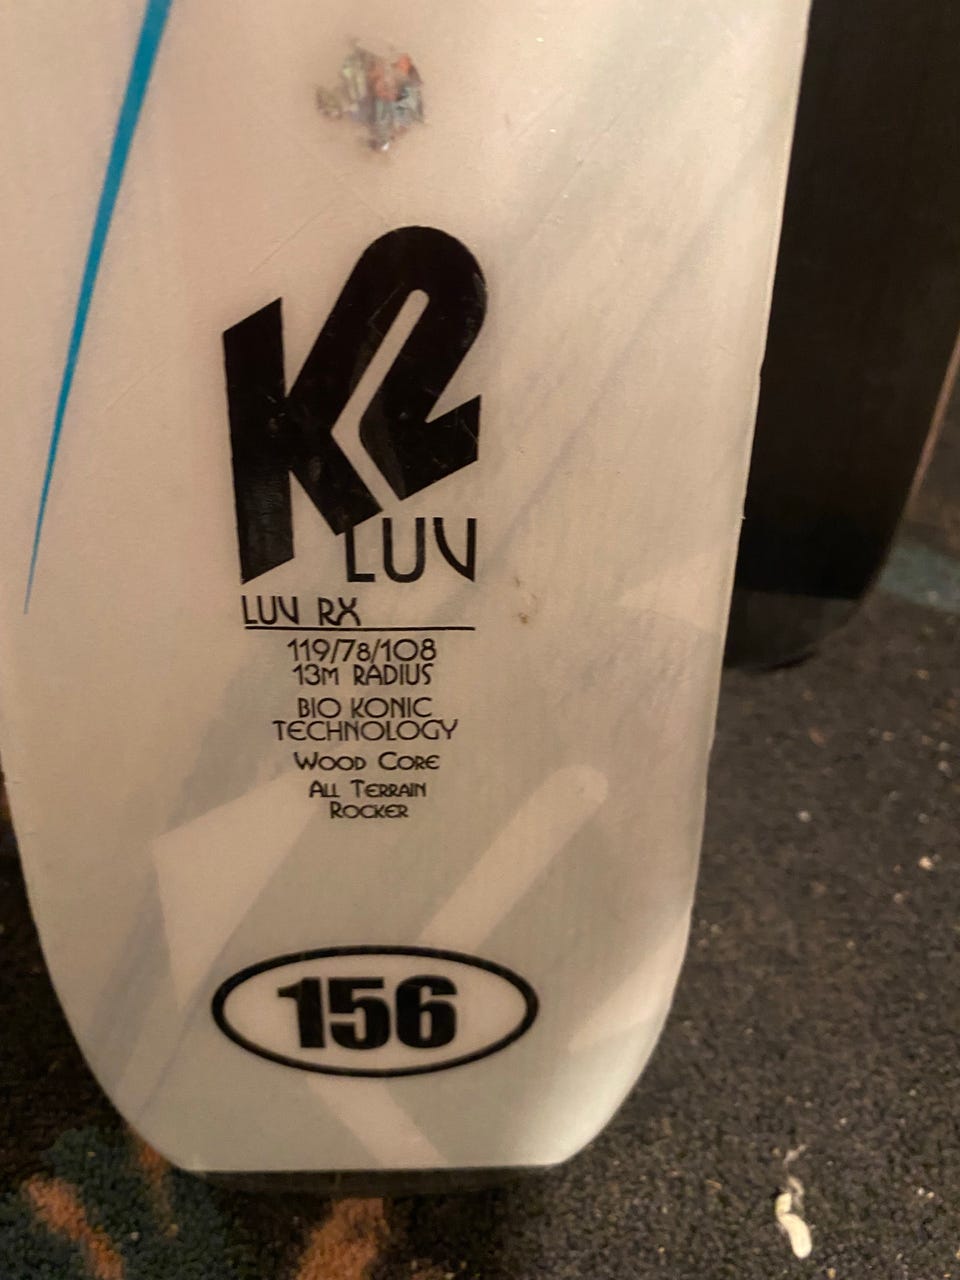 K2
LUV
LUV RX
119/78/108
13M RADIUS
BIO KONIC
TECHNOLOGY
WOOD CORE
ALL TERRAIN
ROCKER
156